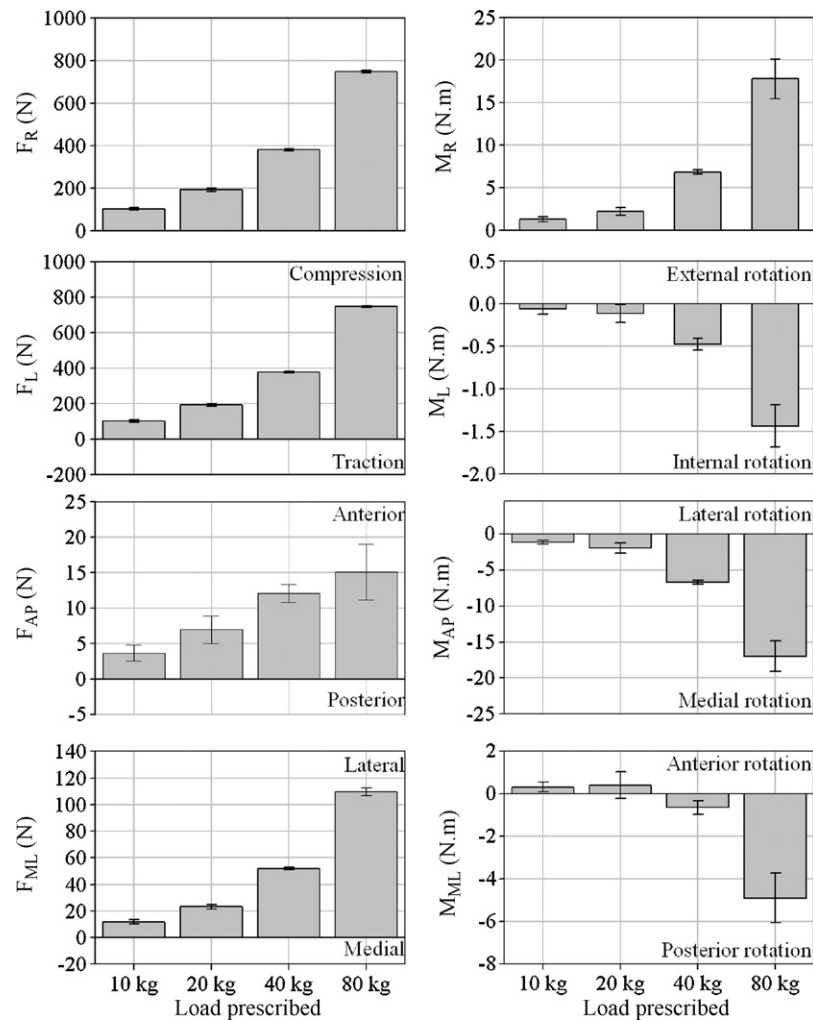 1000
800
600
400
200
0
F_R (N)
25
20
15
10
5
0
M_R (N.m)
1000
800
600
400
200
0
-200
F_L (N)
Compression
Traction
0.5
0.0
-0.5
-1.0
-1.5
-2.0
M_L (N.m)
External rotation
Internal rotation
25
20
15
10
5
0
-5
F_AP (N)
Anterior
Posterior
0
-5
-10
-15
-20
-25
M_AP (N.m)
Lateral rotation
Medial rotation
140
120
100
80
60
40
20
0
-20
F_ML (N)
Lateral
Medial
10 kg 20 kg 40 kg 80 kg
Load prescribed
2
0
-2
-4
-6
-8
M_ML (N.m)
Anterior rotation
Posterior rotation
10 kg 20 kg 40 kg 80 kg
Load prescribed